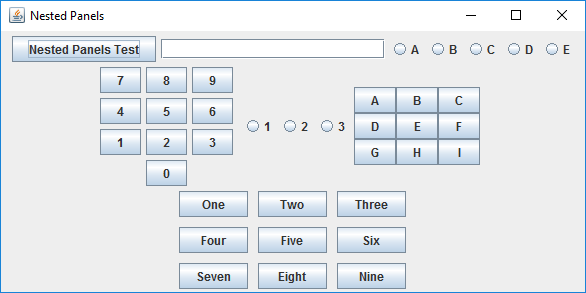 Nested Panels
Nested Panels Test A B C D E
7 8 9
4 5 6
1 2 3
0
1 2 3
A B C
D E F
G H I
One Two Three
Four Five Six
Seven Eight Nine